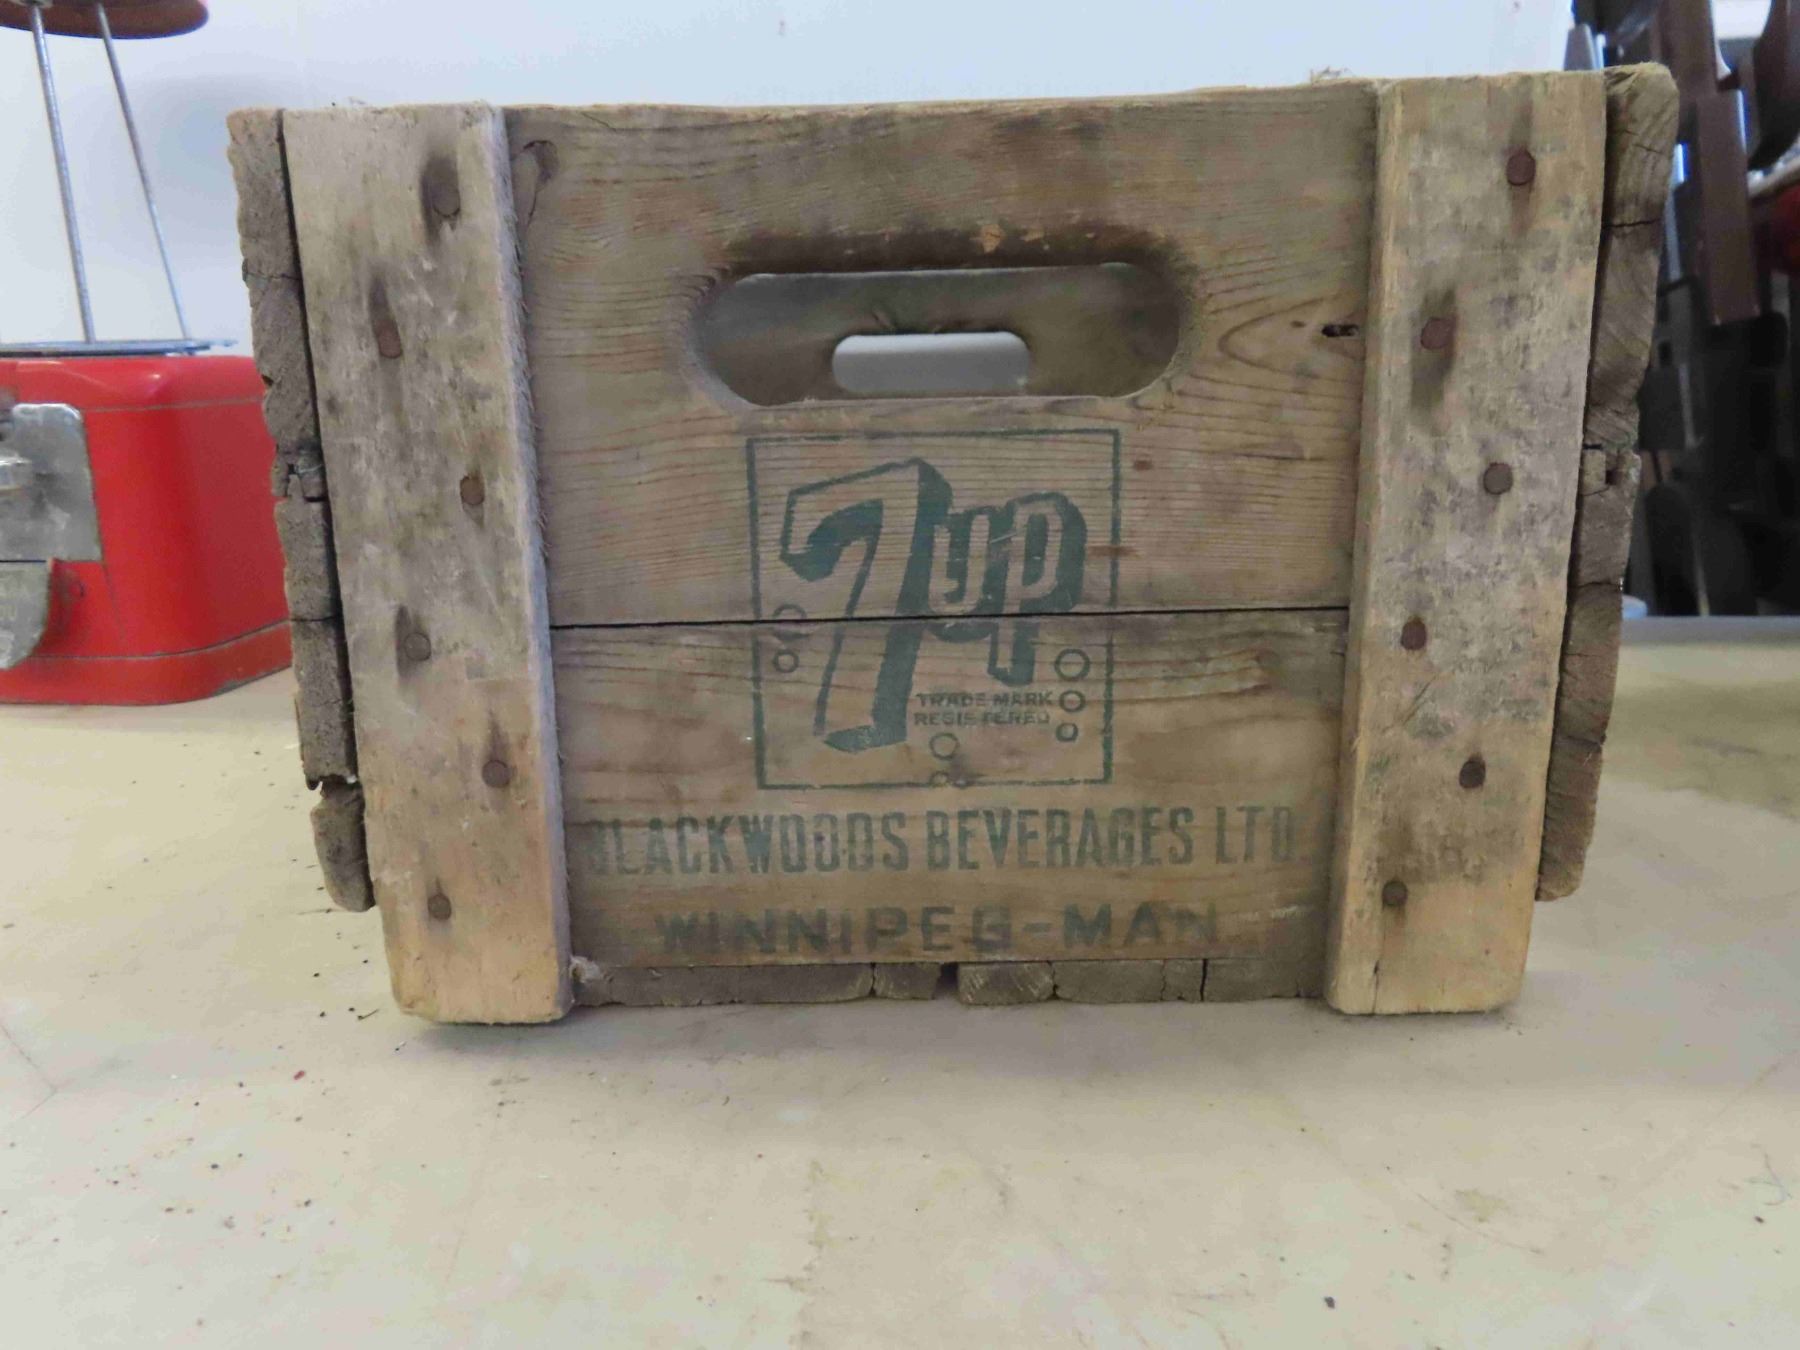 7up
TRADE MARK
REGISTERED
BLACKWOODS BEVERAGES LTD.
WINNIPEG-MAN